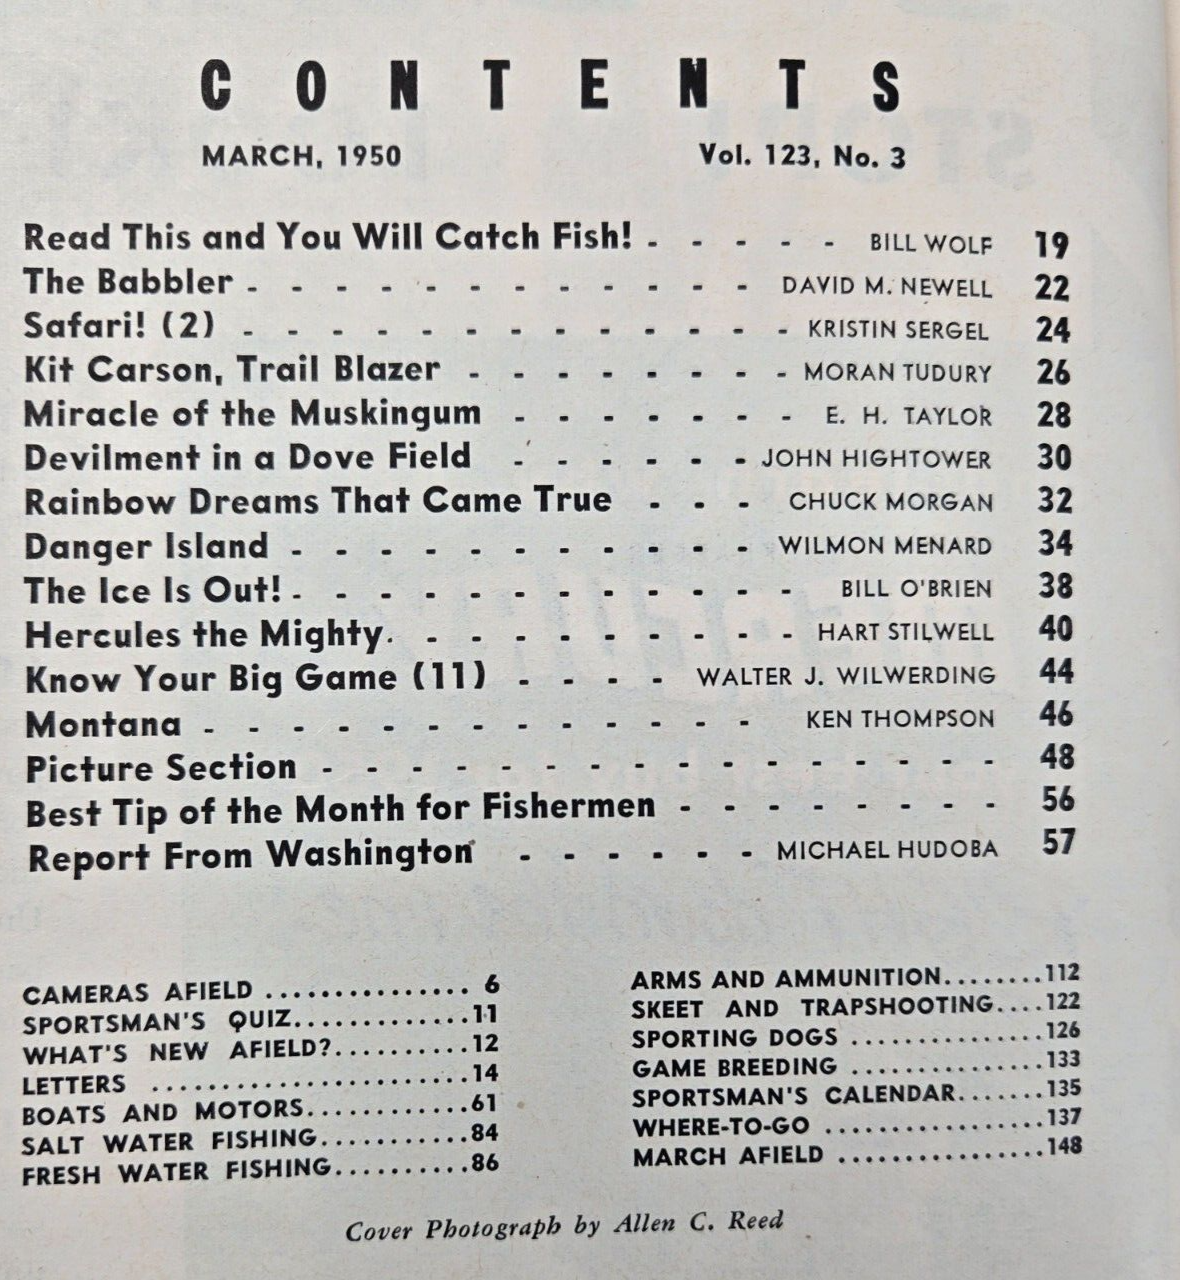 CONTENTS
MARCH, 1950 Vol. 123, No. 3
Read This and You Will Catch Fish! - - - - - BILL WOLF 19
The Babbler - - - - - - - - - - - - DAVID M. NEWELL 22
Safari! (2) - - - - - - - - - - - - - KRISTIN SERGEL 24
Kit Carson, Trail Blazer - - - - - - - - MORAN TUDURY 26
Miracle of the Muskingum - - - - - - - E. H. TAYLOR 28
Devilment in a Dove Field - - - - - - JOHN HIGHTOWER 30
Rainbow Dreams That Came True - - - CHUCK MORGAN 32
Danger Island - - - - - - - - - - - WILMON MENARD 34
The Ice Is Out! - - - - - - - - - - - - BILL O'BRIEN 38
Hercules the Mighty - - - - - - - - - - HART STILWELL 40
Know Your Big Game (11) - - - - WALTER J. WILWERDING 44
Montana - - - - - - - - - - - - - KEN THOMPSON 46
Picture Section - - - - - - - - - - - - - - - - 48
Best Tip of the Month for Fishermen - - - - - - - - 56
Report From Washington - - - - - - MICHAEL HUDOBA 57
CAMERAS AFIELD ............... 6
SPORTSMAN'S QUIZ.............11
WHAT'S NEW AFIELD?..........12
LETTERS .......................14
BOATS AND MOTORS............61
SALT WATER FISHING...........84
FRESH WATER FISHING..........86
ARMS AND AMMUNITION........112
SKEET AND TRAPSHOOTING....122
SPORTING DOGS ...............126
GAME BREEDING ...............133
SPORTSMAN'S CALENDAR.......135
WHERE-TO-GO .................137
MARCH AFIELD ................148
Cover Photograph by Allen C. Reed